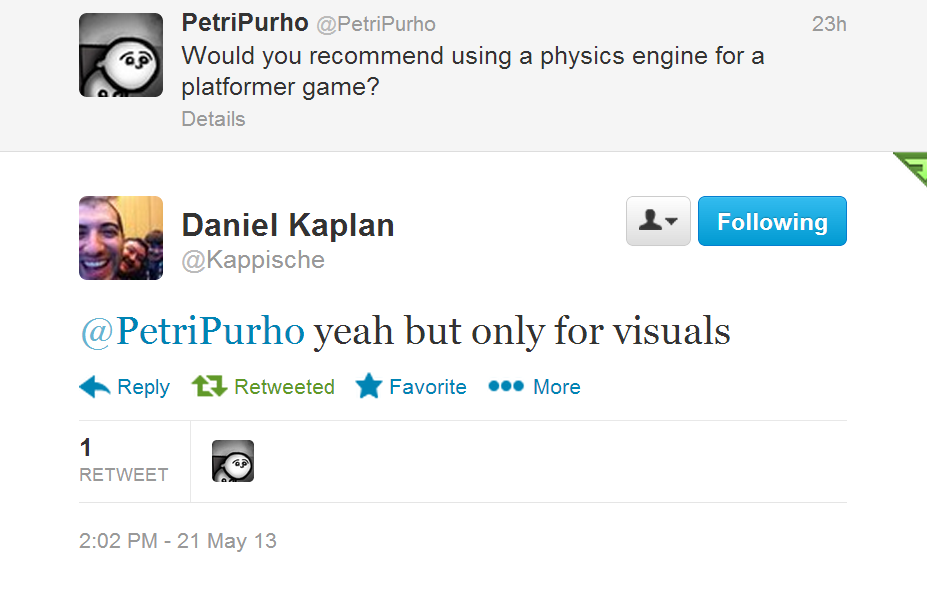 PetriPurho @PetriPurho 23h
Would you recommend using a physics engine for a
platformer game?
Details
Daniel Kaplan
@Kappische
Following
@PetriPurho yeah but only for visuals
Reply Retweeted Favorite More
1
RETWEET
2:02 PM - 21 May 13